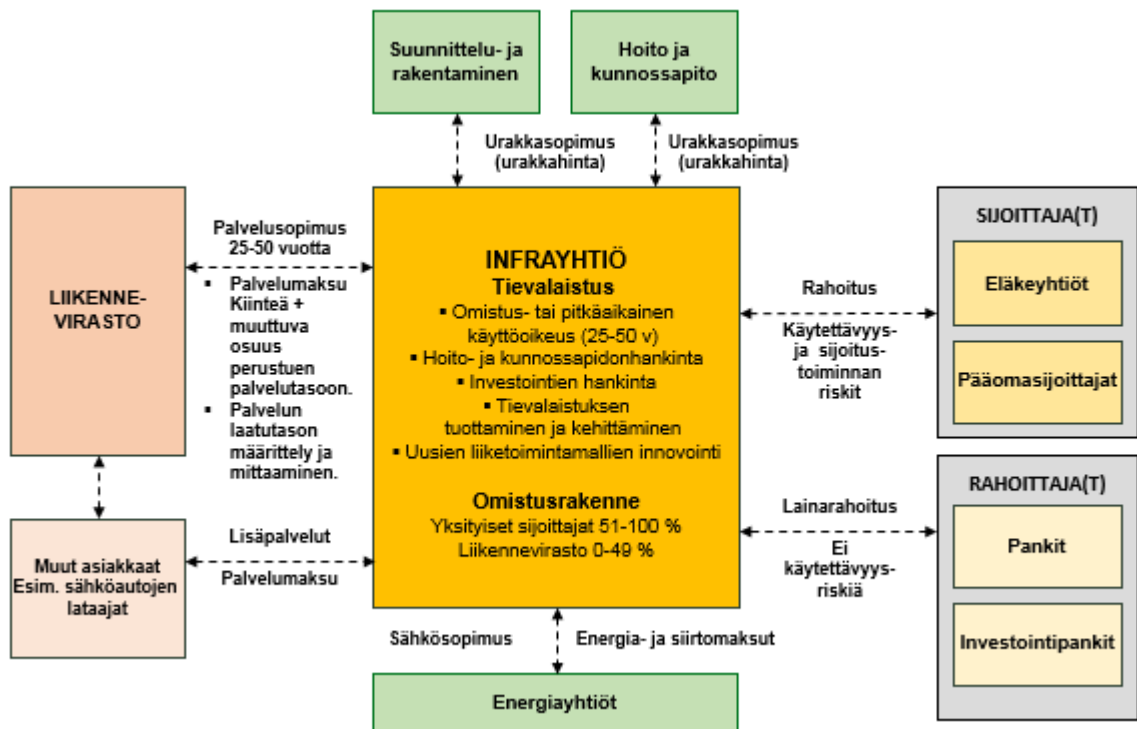 Suunnittelu- ja
rakentaminen
Hoito ja
kunnossapito
Urakkasopimus
(urakkahinta)
Urakkasopimus
(urakkahinta)
LIIKENNE-
VIRASTO
Palvelusopimus
25-50 vuotta
▪ Palvelumaksu
Kiinteä +
muuttuva
osuus
perustuen
palvelutasoon.
▪ Palvelun
laatutason
määrittely ja
mittaaminen.
INFRAYHTIÖ
Tievalaistus
▪ Omistus- tai pitkäaikainen
käyttöoikeus (25-50 v)
▪ Hoito- ja kunnossapidonhankinta
▪ Investointien hankinta
▪ Tievalaistuksen
tuottaminen ja kehittäminen
▪ Uusien liiketoimintamallien innovointi
Omistusrakenne
Yksityiset sijoittajat 51-100 %
Liikennevirasto 0-49 %
Rahoitus
Käytettävyys-
ja sijoitus-
toiminnan
riskit
SIJOITTAJA(T)
Eläkeyhtiöt
Pääomasijoittajat
Muut asiakkaat
Esim. sähköautojen
lataajat
Lisäpalvelut
Palvelumaksu
Lainarahoitus
Ei
käytettävyys-
riskiä
RAHOITTAJA(T)
Pankit
Investointipankit
Sähkösopimus
Energia- ja siirtomaksut
Energiayhtiöt